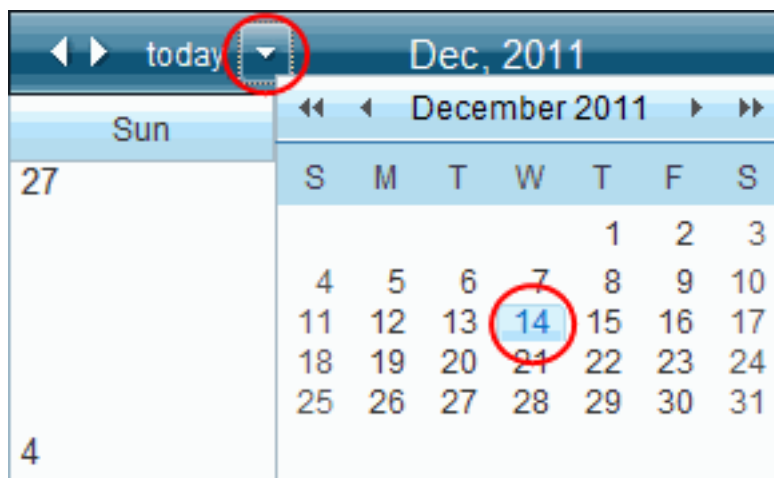 today Dec, 2011
December 2011
Sun
S M T W T F S
27
1 2 3
4 5 6 7 8 9 10
11 12 13 14 15 16 17
18 19 20 21 22 23 24
25 26 27 28 29 30 31
4